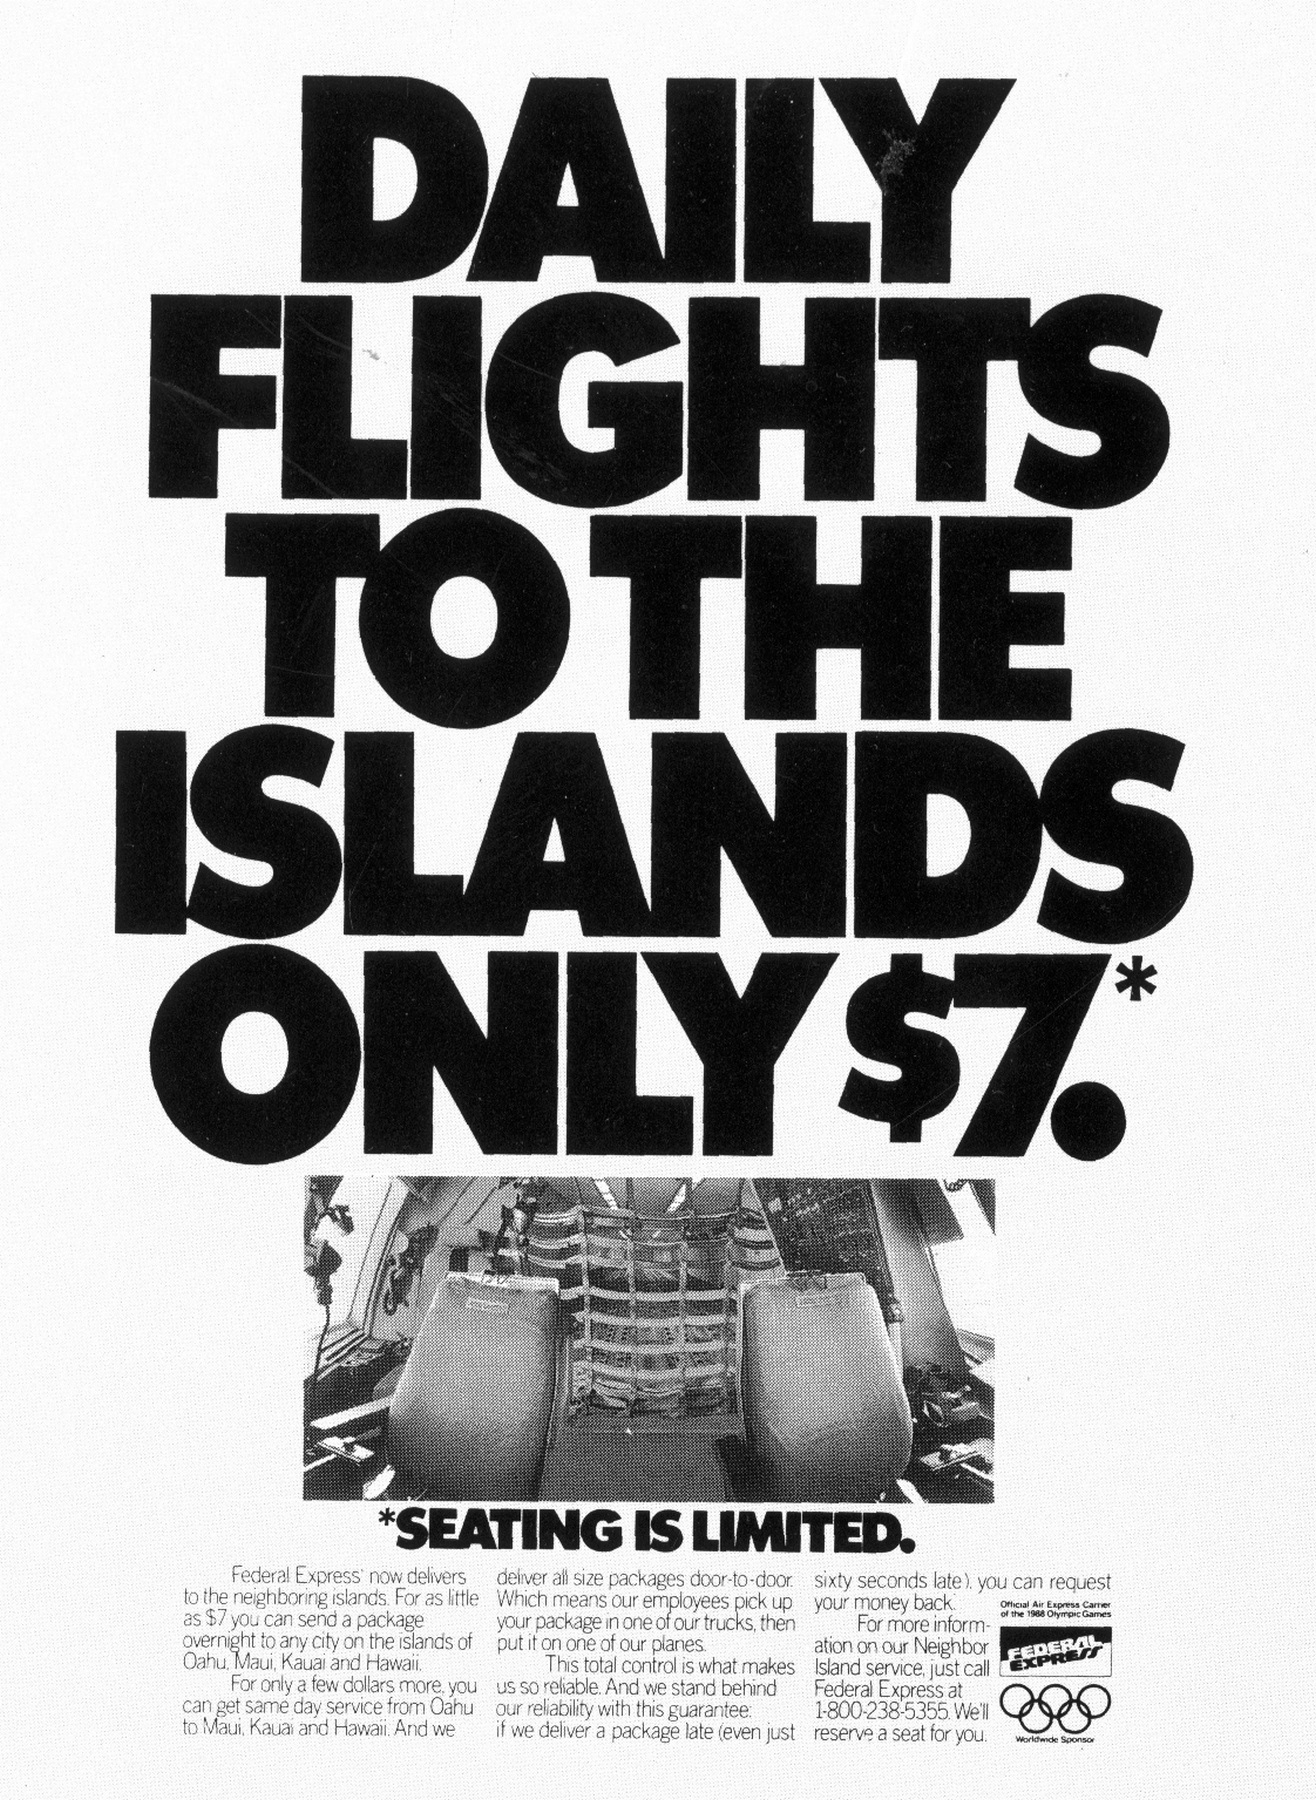 DAILY
FLIGHTS
TO THE
ISLANDS
ONLY $7.*
*SEATING IS LIMITED.
Federal Express® now delivers
to the neighboring islands. For as little
as $7 you can send a package
overnight to any city on the islands of
Oahu, Maui, Kauai and Hawaii.
For only a few dollars more, you
can get same day service from Oahu
to Maui, Kauai and Hawaii. And we
deliver all size packages door-to-door.
Which means our employees pick up
your package in one of our trucks, then
put it on one of our planes.
This total control is what makes
us so reliable. And we stand behind
our reliability with this guarantee:
if we deliver a package late (even just
sixty seconds late), you can request
your money back.
For more inform-
ation on our Neighbor
Island service, just call
Federal Express at
1-800-238-5355. We'll
reserve a seat for you.
Official Air Express Carrier
of the 1988 Olympic Games
FEDERAL
EXPRESS
Worldwide Sponsor